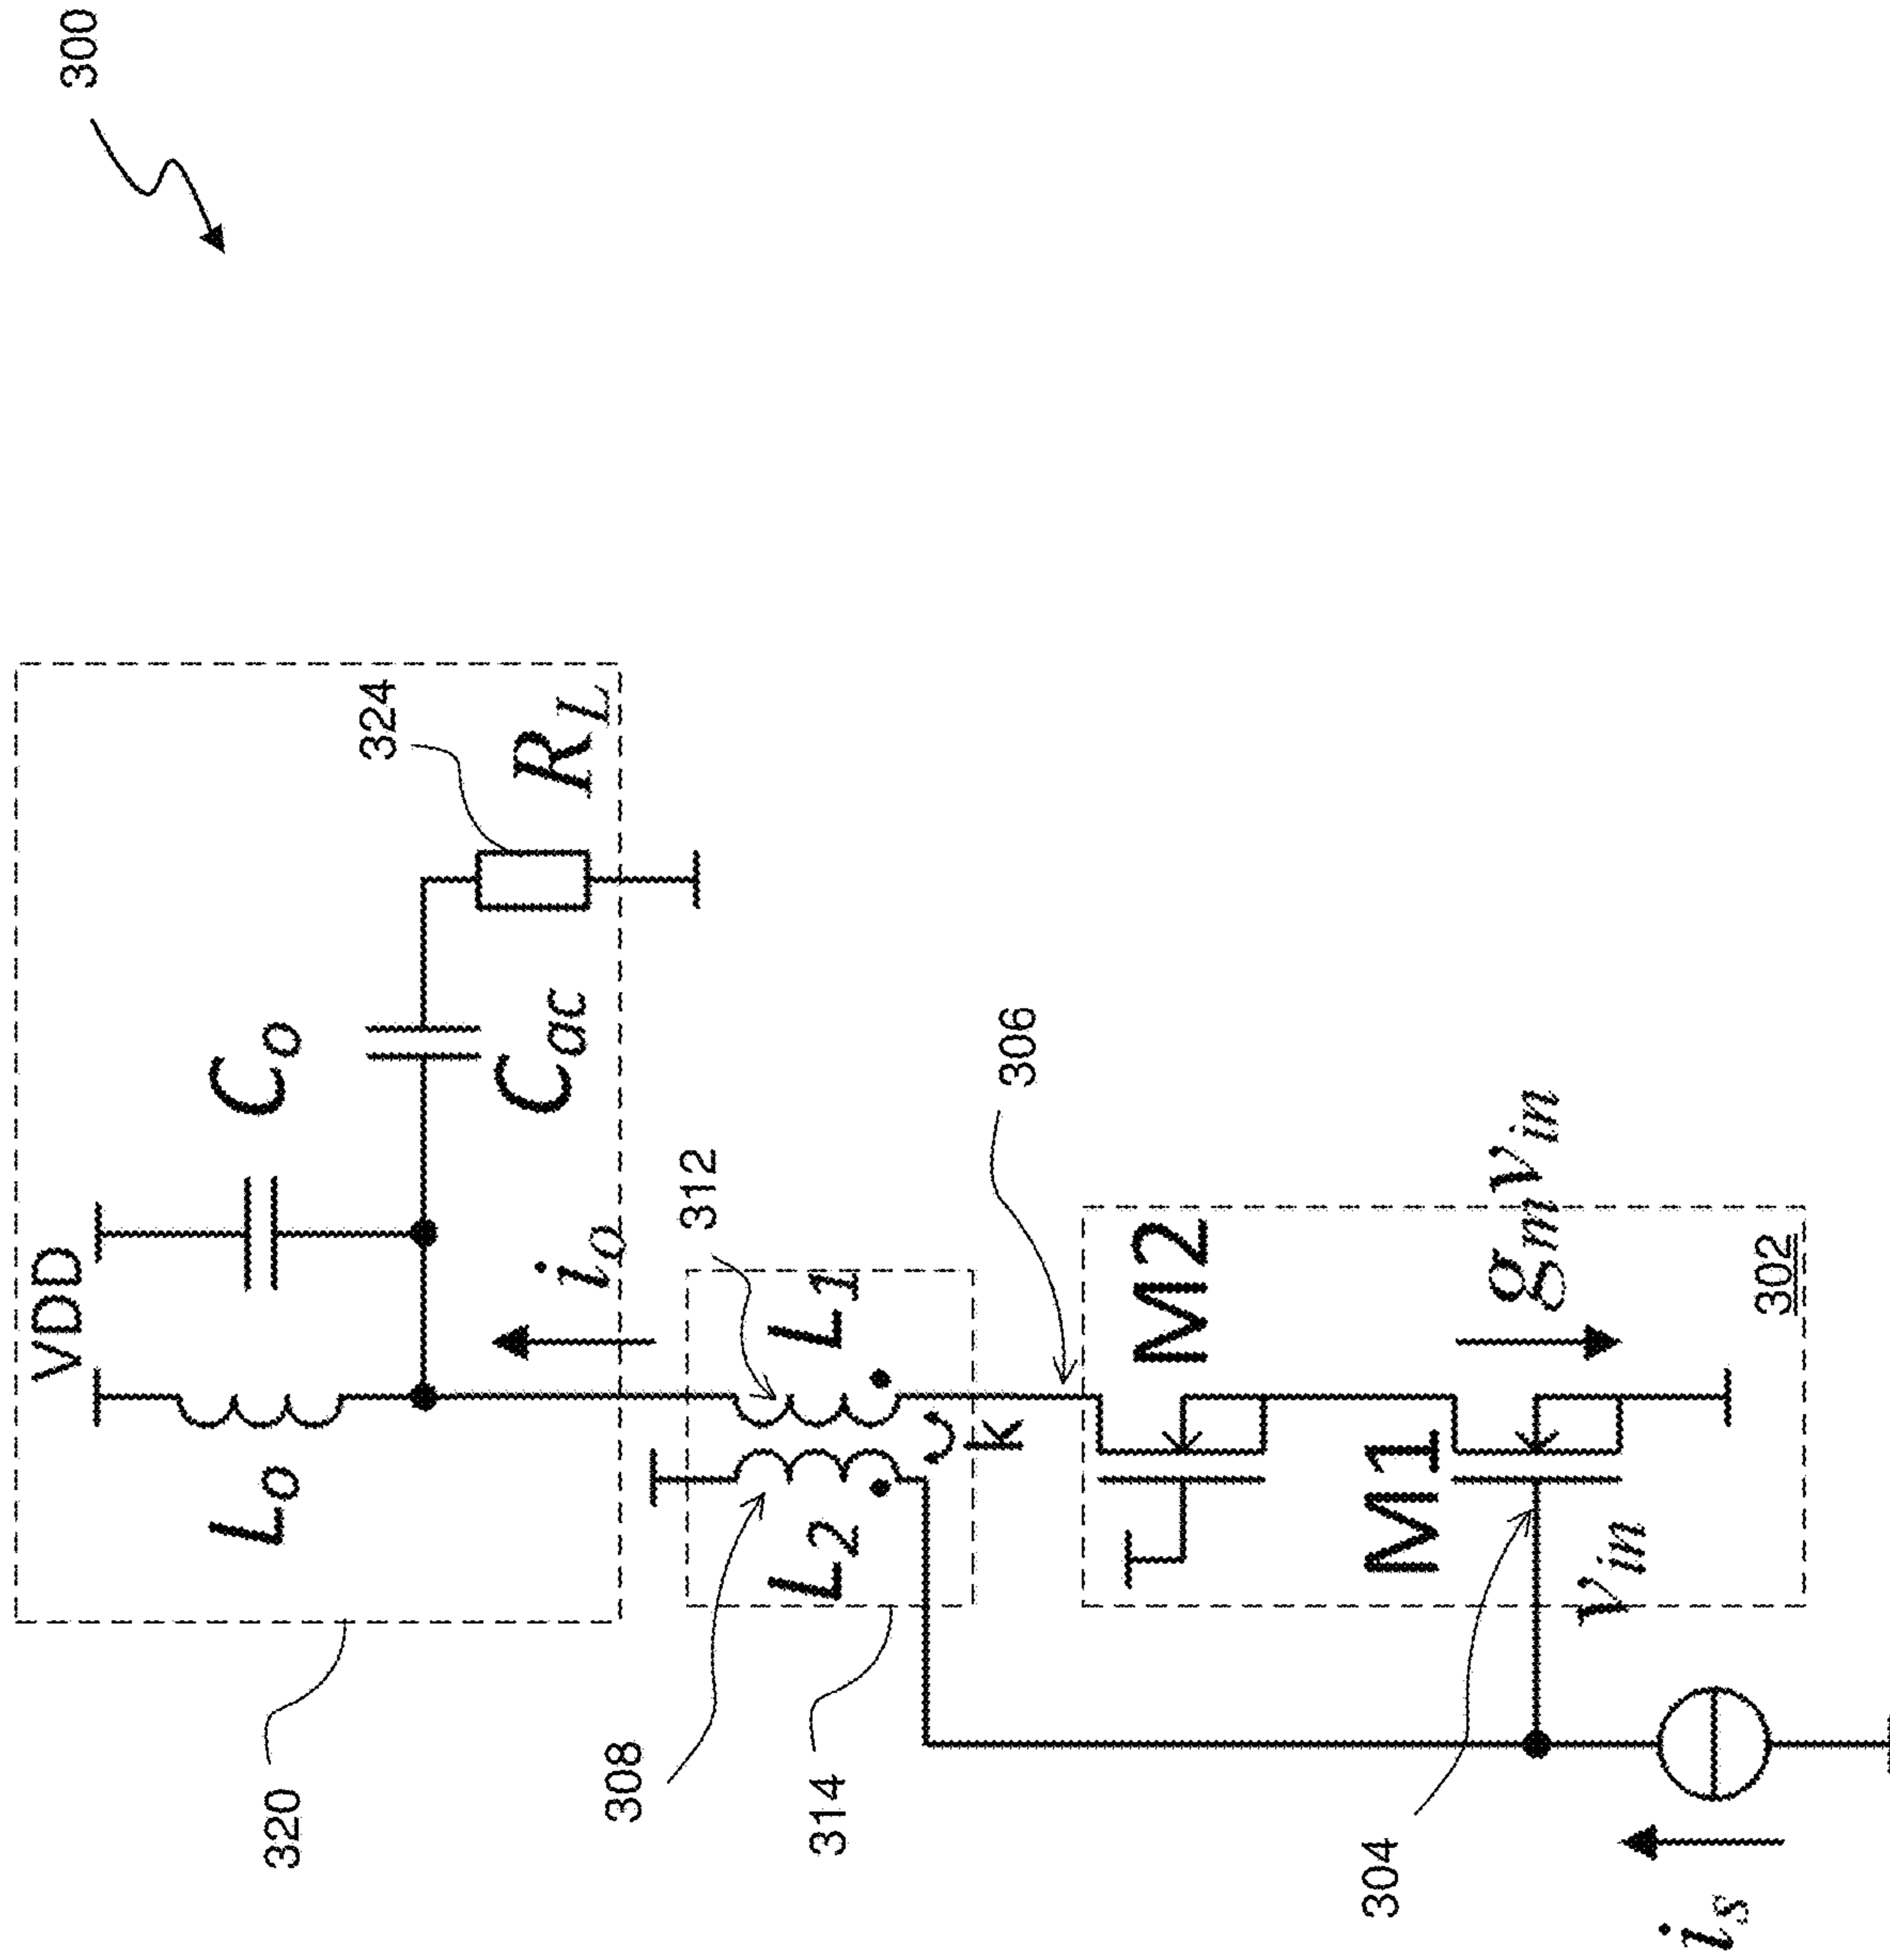 300
VDD
L_o
C_o
C_ac
R_L
324
320
i_o
312
L_1
L_2
k
308
314
306
M2
M1
g_m v_in
302
v_in
304
i_s